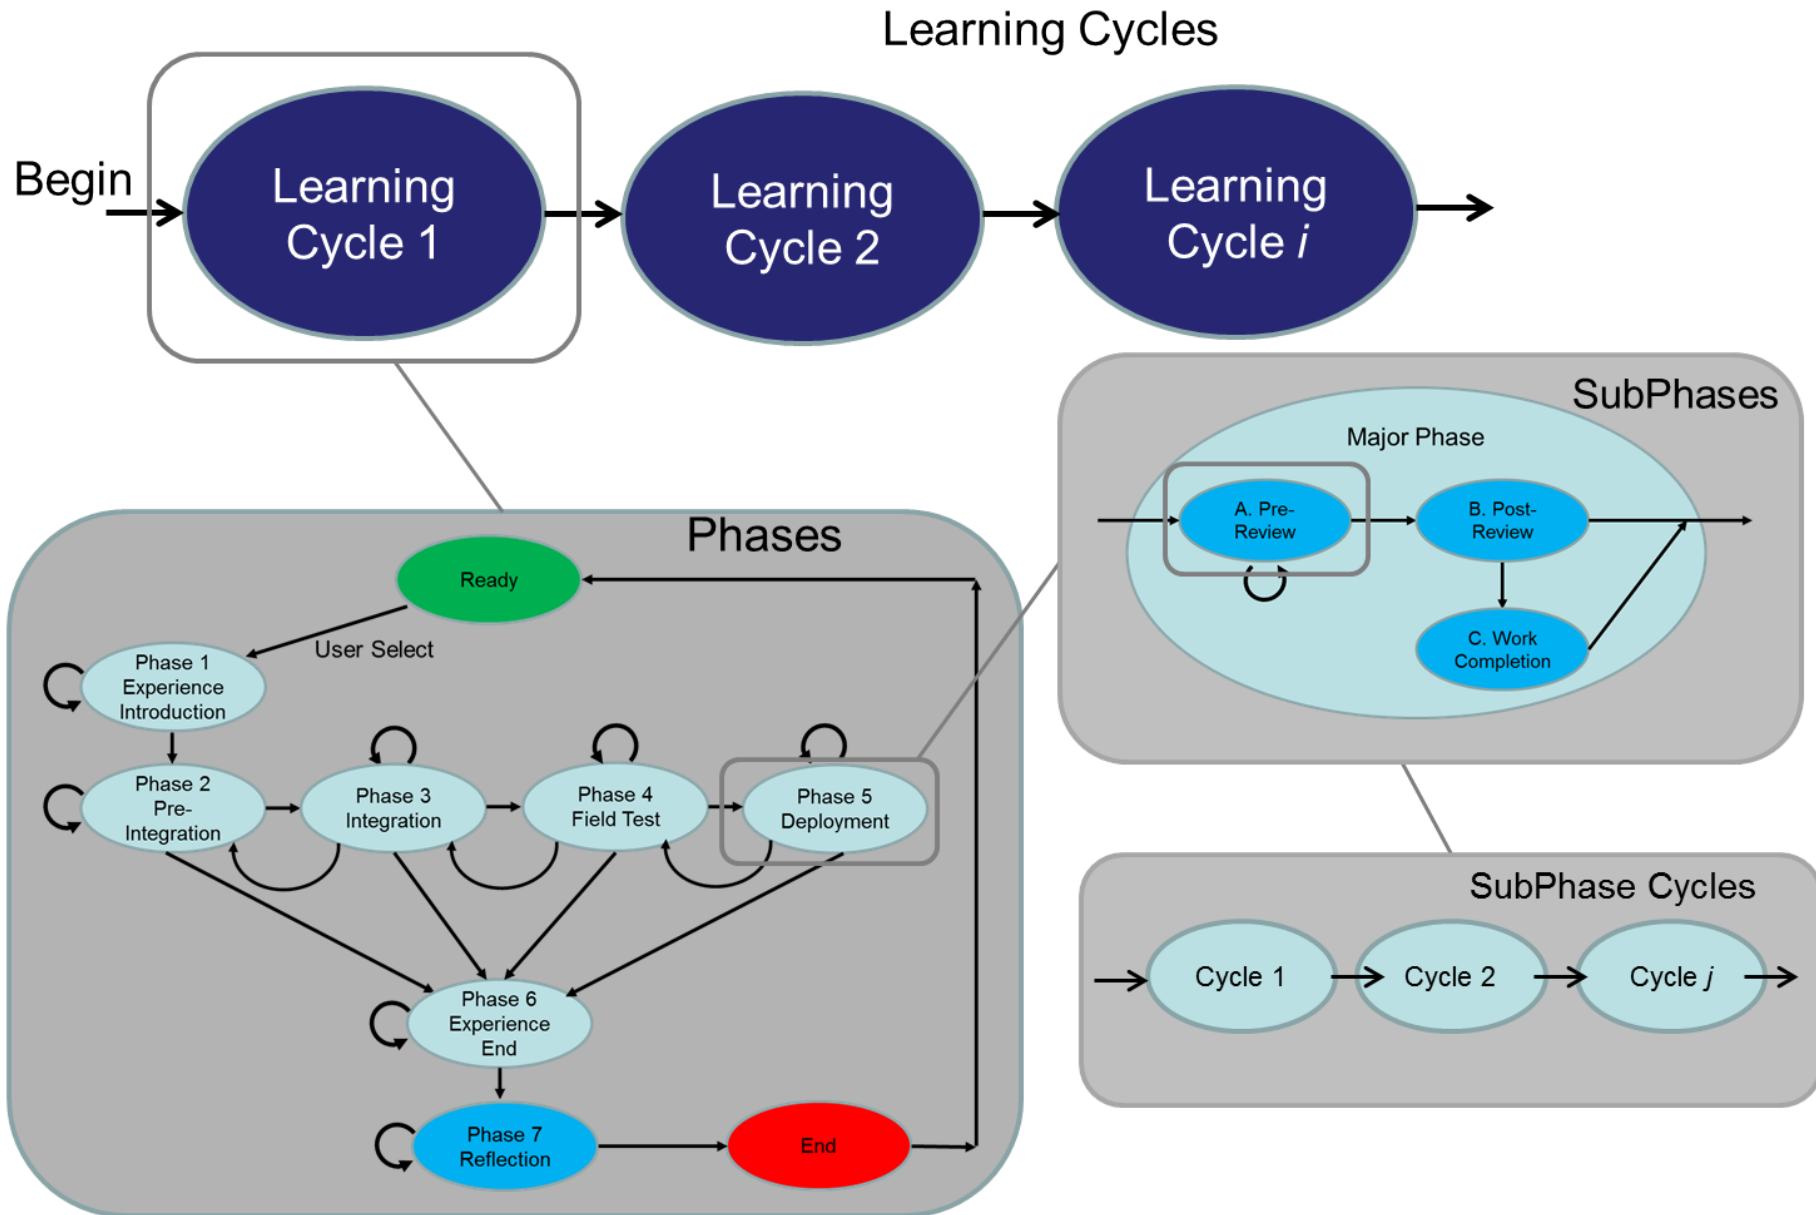 Learning Cycles
Begin
Learning
Cycle 1
Learning
Cycle 2
Learning
Cycle i
Phases
Ready
User Select
Phase 1
Experience
Introduction
Phase 2
Pre-
Integration
Phase 3
Integration
Phase 4
Field Test
Phase 5
Deployment
Phase 6
Experience
End
Phase 7
Reflection
End
SubPhases
Major Phase
A. Pre-
Review
B. Post-
Review
C. Work
Completion
SubPhase Cycles
Cycle 1
Cycle 2
Cycle j